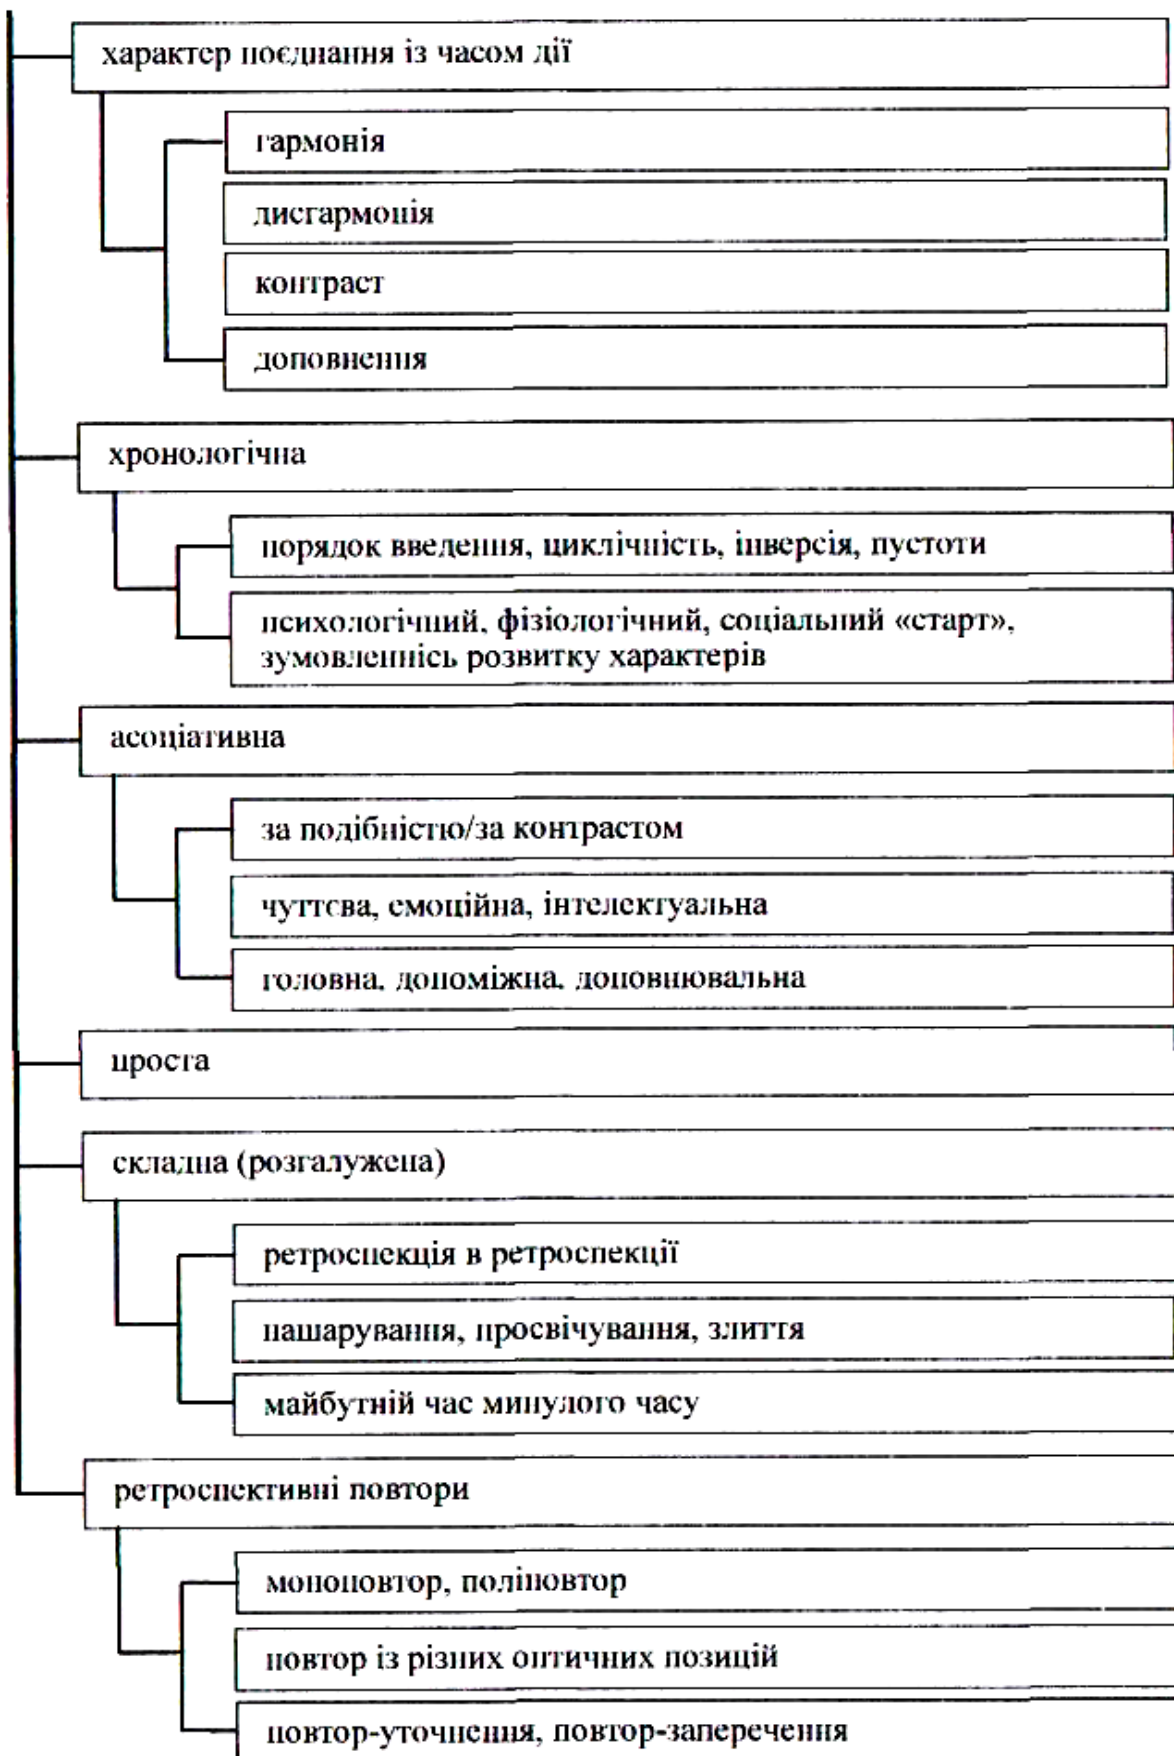 характер поєднання із часом дії
гармонія
дисгармонія
контраст
доповнення
хронологічна
порядок введення, циклічність, інверсія, пустоти
психологічний, фізіологічний, соціальний «старт»,
зумовленнісь розвитку характерів
асоціативна
за подібністю/за контрастом
чуттєва, емоційна, інтелектуальна
головна, допоміжна, доповнювальна
проста
складна (розгалужена)
ретроспекція в ретроспекції
нашарування, просвічування, злиття
майбутній час минулого часу
ретроспективні повтори
моноповтор, поліповтор
повтор із різних оптичних позицій
повтор-уточнення, повтор-заперечення